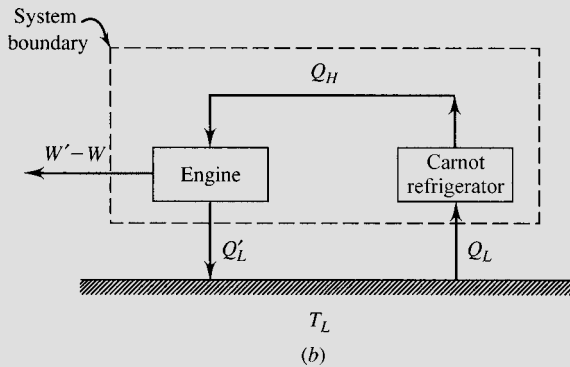 System
boundary
Q_H
W′ – W
Engine
Carnot
refrigerator
Q′_L
Q_L
T_L
(b)